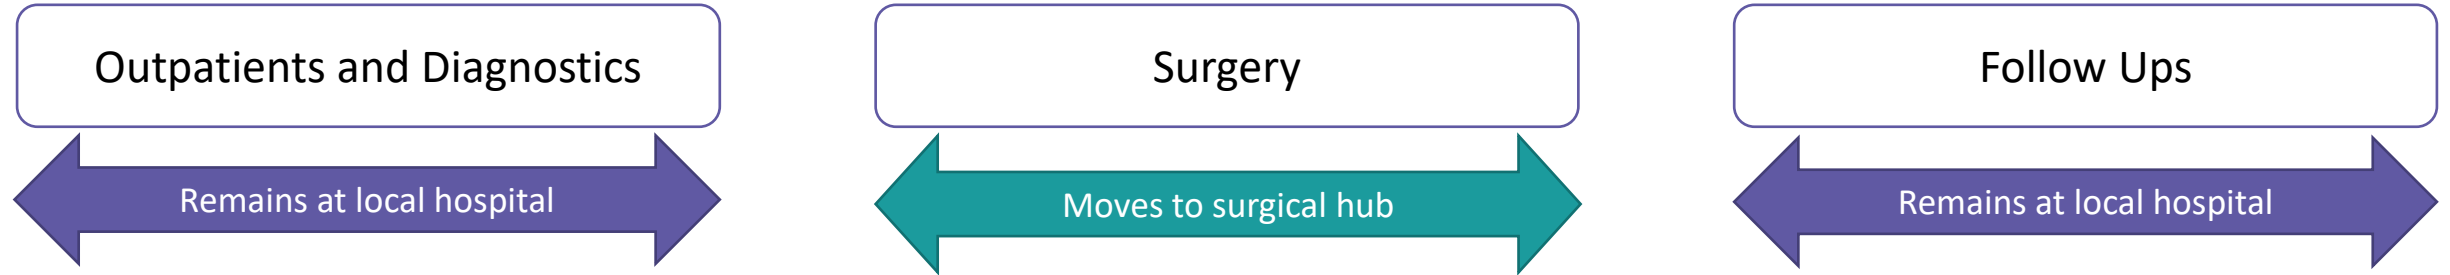 Outpatients and Diagnostics
Remains at local hospital
Surgery
Moves to surgical hub
Follow Ups
Remains at local hospital